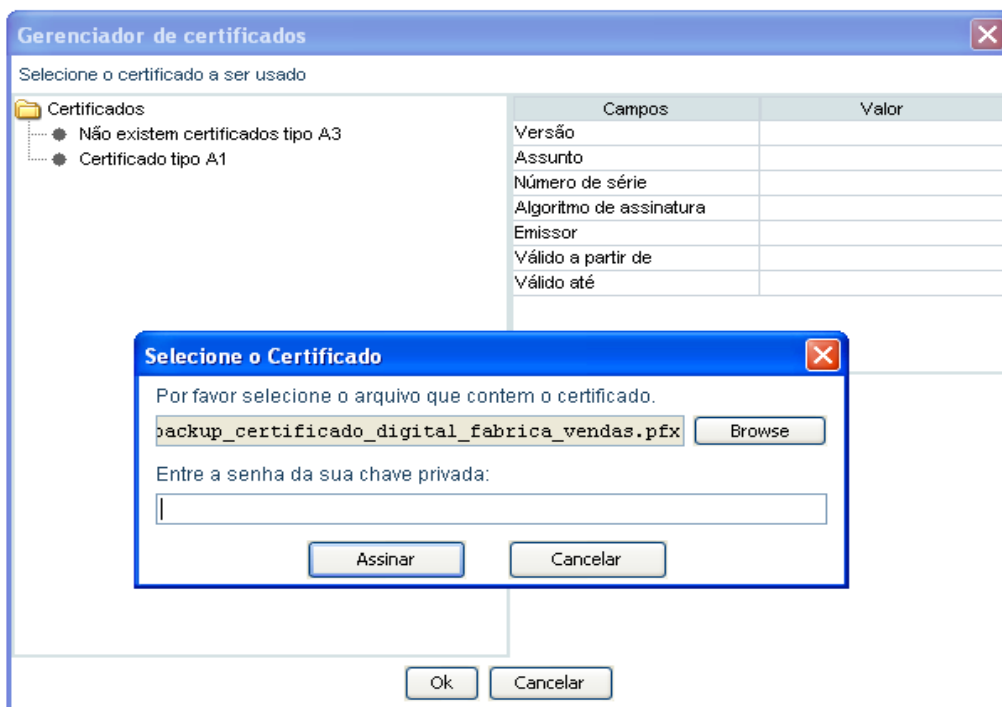 Gerenciador de certificados
Selecione o certificado a ser usado
Certificados
Não existem certificados tipo A3
Certificado tipo A1
Campos Valor
Versão
Assunto
Número de série
Algoritmo de assinatura
Emissor
Válido a partir de
Válido até
Selecione o Certificado
Por favor selecione o arquivo que contem o certificado.
backup_certificado_digital_fabrica_vendas.pfx Browse
Entre a senha da sua chave privada:
Assinar Cancelar
Ok Cancelar